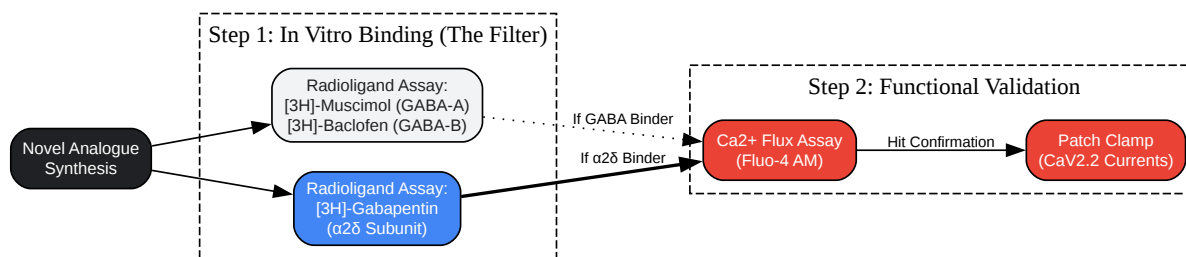 Step 1: In Vitro Binding (The Filter)
Step 2: Functional Validation
Novel Analogue
Synthesis
Radioligand Assay:
[3H]-Muscimol (GABA-A)
[3H]-Baclofen (GABA-B)
Radioligand Assay:
[3H]-Gabapentin
(α2δ Subunit)
If GABA Binder
If α2δ Binder
Ca2+ Flux Assay
(Fluo-4 AM)
Hit Confirmation
Patch Clamp
(CaV2.2 Currents)